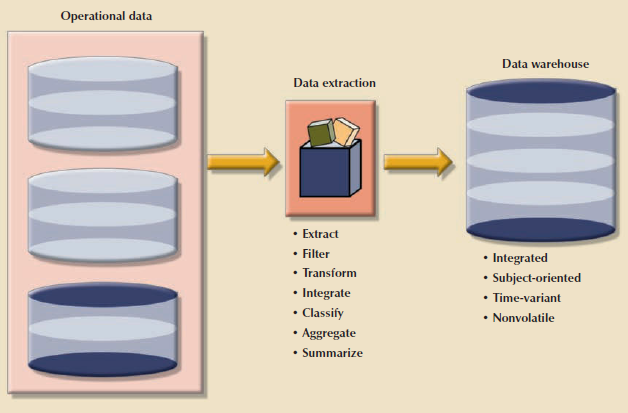 Operational data
Data extraction
• Extract
• Filter
• Transform
• Integrate
• Classify
• Aggregate
• Summarize
Data warehouse
• Integrated
• Subject-oriented
• Time-variant
• Nonvolatile